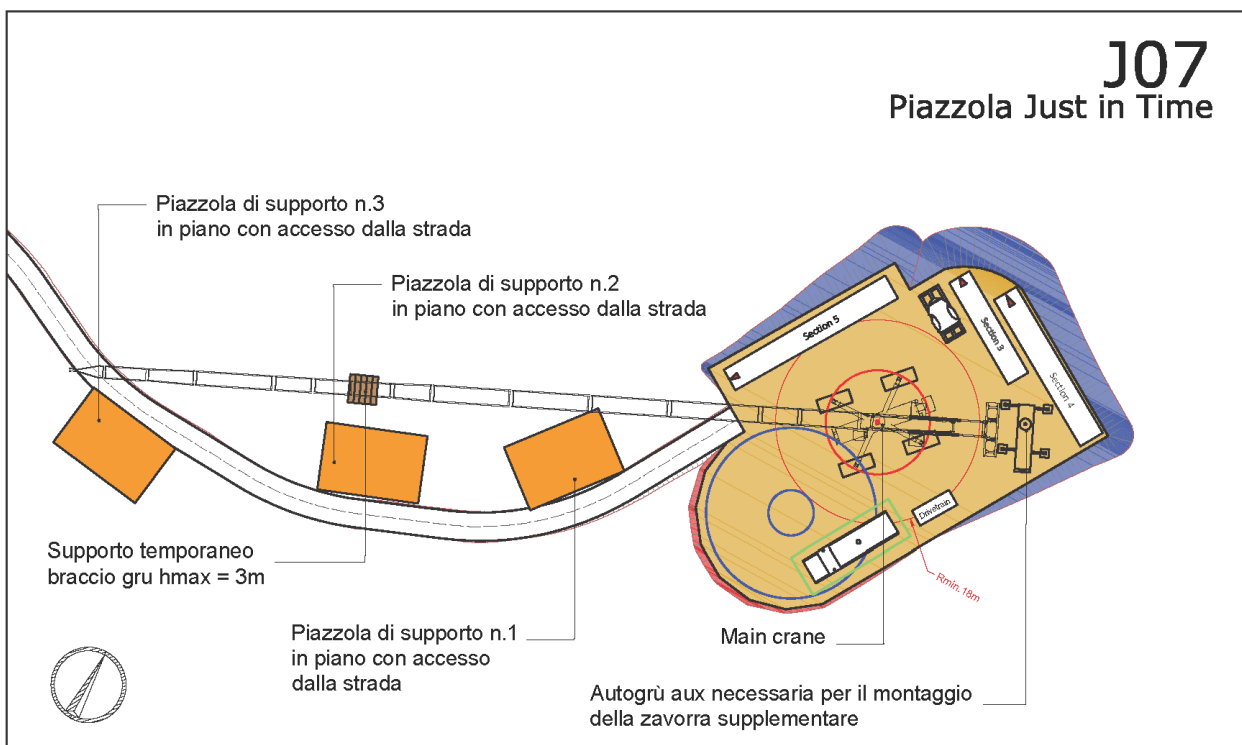 J07
Piazzola Just in Time
Piazzola di supporto n.3
in piano con accesso dalla strada
Piazzola di supporto n.2
in piano con accesso dalla strada
Section 5
Section 3
Section 4
Drivetrain
Rmin. 18m
Supporto temporaneo
braccio gru hmax = 3m
Piazzola di supporto n.1
in piano con accesso
dalla strada
Main crane
Autogrù aux necessaria per il montaggio
della zavorra supplementare